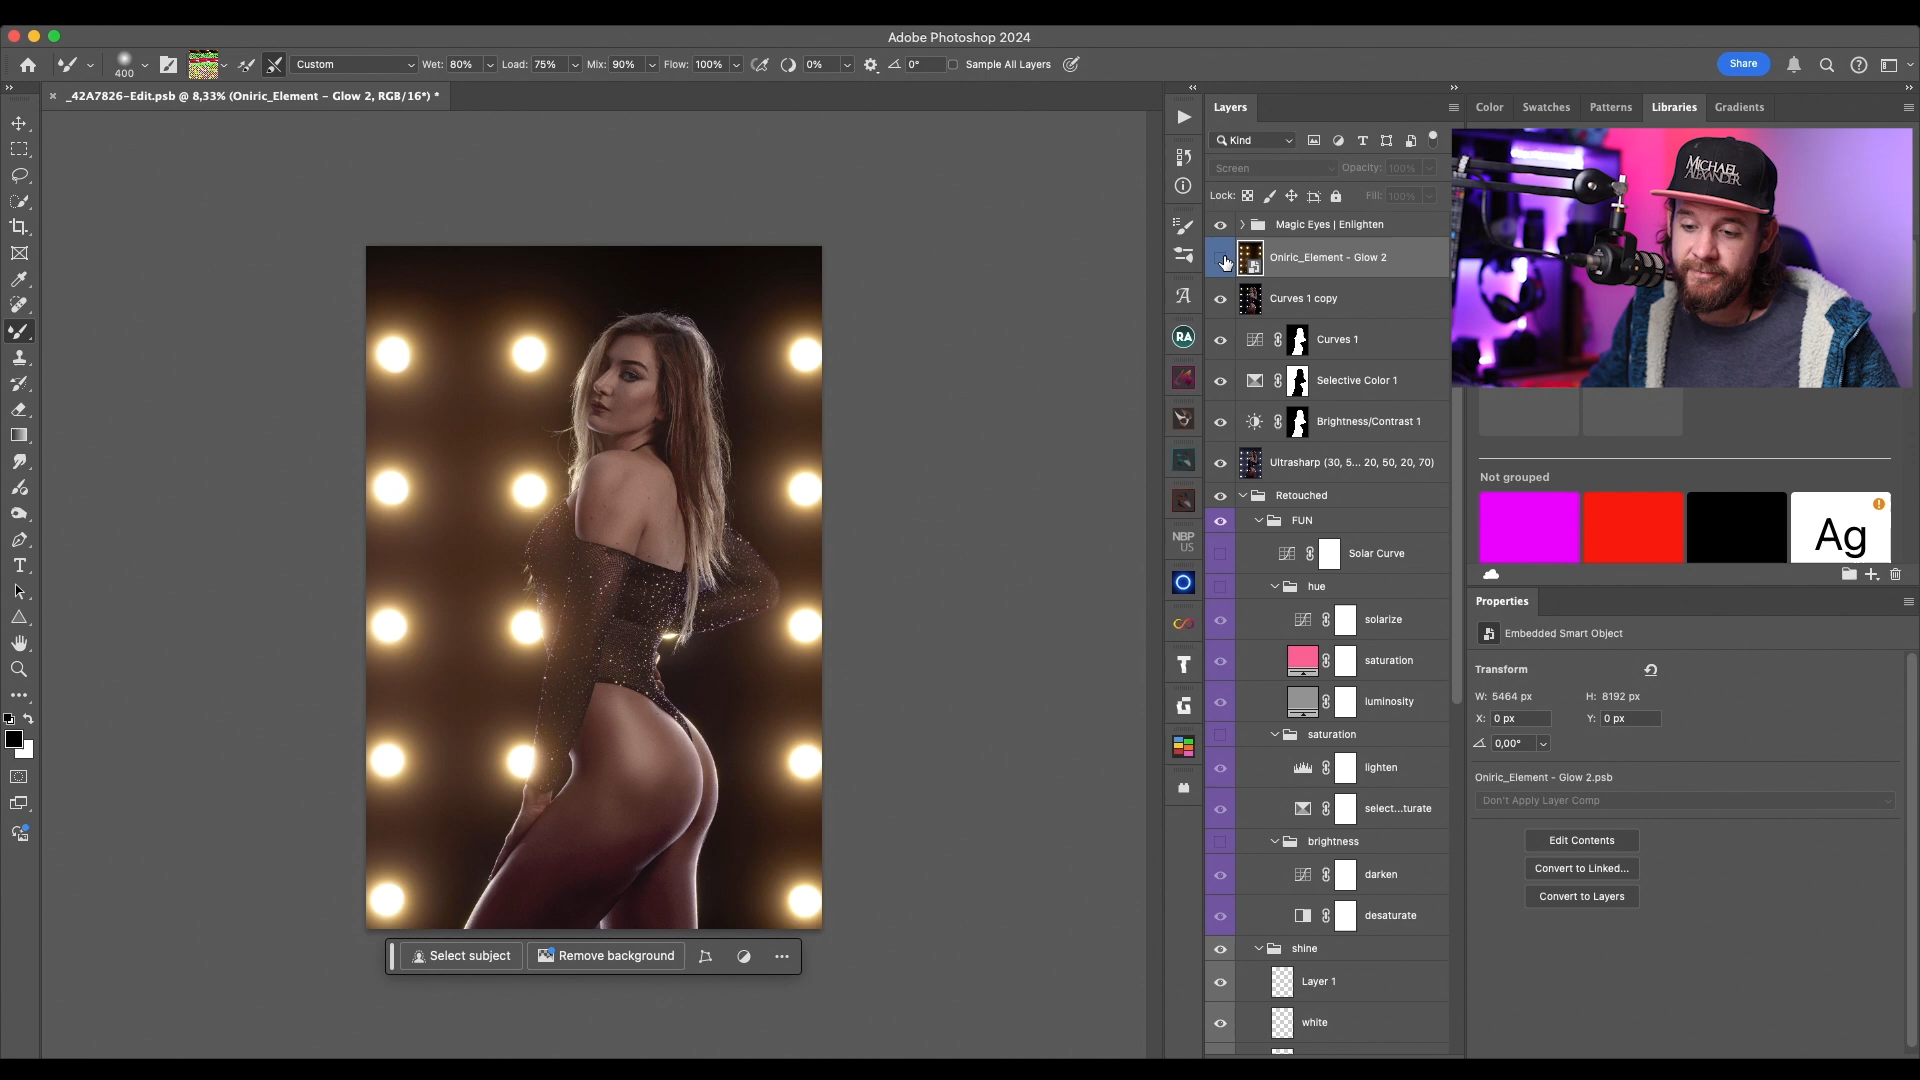 Adobe Photoshop 2024
400
Custom
Wet: 80%
Load: 75%
Mix: 90%
Flow: 100%
0%
0°
Sample All Layers
Share
× _42A7826-Edit.psb @ 8,33% (Oniric_Element - Glow 2, RGB/16*) *
Layers
Color
Swatches
Patterns
Libraries
Gradients
Kind
Screen
Opacity: 100%
Lock:
Fill: 100%
Magic Eyes | Enlighten
Oniric_Element - Glow 2
Curves 1 copy
Curves 1
Selective Color 1
Brightness/Contrast 1
Ultrasharp (30, 5... 20, 50, 20, 70)
Retouched
FUN
Solar Curve
hue
solarize
saturation
luminosity
saturation
lighten
select...turate
brightness
darken
desaturate
shine
Layer 1
white
RA
NBP
US
MICHAEL
ALEXANDER
Not grouped
Ag
Properties
Embedded Smart Object
Transform
W: 5464 px
H: 8192 px
X: 0 px
Y: 0 px
0,00°
Oniric_Element - Glow 2.psb
Don't Apply Layer Comp
Edit Contents
Convert to Linked...
Convert to Layers
Select subject
Remove background